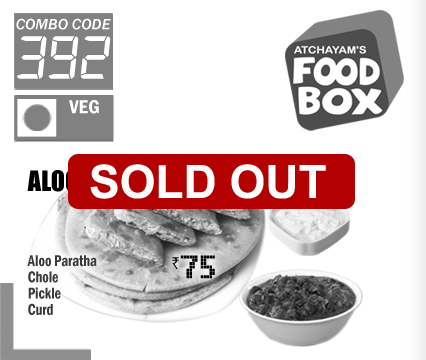 COMBO CODE
392
VEG
ATCHAYAM'S
FOOD
BOX
SOLD OUT
Aloo Paratha
Chole
Pickle
Curd
₹75